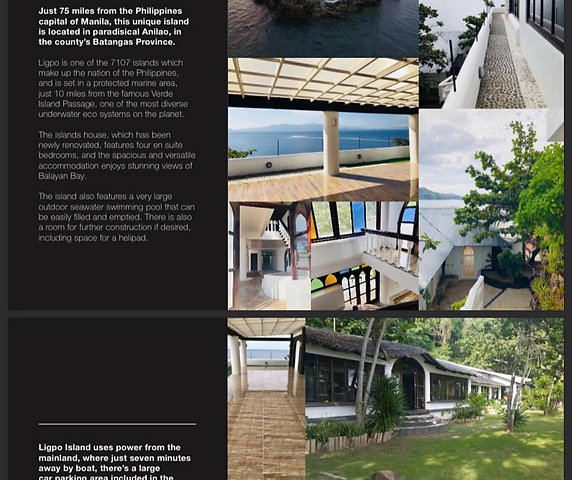 Just 75 miles from the Philippines
capital of Manila, this unique island
is located in paradisical Anilao, in
the county's Batangas Province.
Ligpo is one of the 7107 islands which
make up the nation of the Philippines,
and is set in a protected marine area,
just 10 miles from the famous Verde
Island Passage, one of the most diverse
underwater eco systems on the planet.
The islands house, which has been
newly renovated, features four en suite
bedrooms, and the spacious and versatile
accommodation enjoys stunning views of
Balayan Bay.
The island also features a very large
outdoor seawater swimming pool that can
be easily filled and emptied. There is also
a room for further construction if desired,
including space for a helipad.
Ligpo Island uses power from the
mainland, where just seven minutes
away by boat, there's a large
car parking area included in the